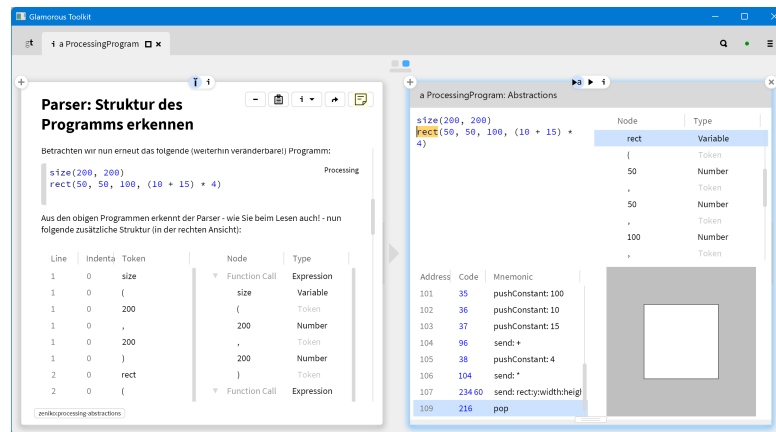 Glamorous Toolkit
gt
i a ProcessingProgram
Parser: Struktur des
Programms erkennen
Betrachten wir nun erneut das folgende (weiterhin veränderbare!) Programm:
size(200, 200)
rect(50, 50, 100, (10 + 15) * 4)
Processing
Aus den obigen Programmen erkennt der Parser - wie Sie beim Lesen auch! - nun
folgende zusätzliche Struktur (in der rechten Ansicht):
Line Indenta Token
1 0 size
1 0 (
1 0 200
1 0 ,
1 0 200
1 0 )
2 0 rect
2 0 (
Node Type
Function Call Expression
size Variable
( Token
200 Number
, Token
200 Number
) Token
Function Call Expression
zeniko:processing-abstractions
a ProcessingProgram: Abstractions
size(200, 200)
rect(50, 50, 100, (10 + 15) *
4)
Node Type
rect Variable
( Token
50 Number
, Token
50 Number
, Token
100 Number
, Token
Address Code Mnemonic
101 35 pushConstant: 100
102 36 pushConstant: 10
103 37 pushConstant: 15
104 96 send: +
105 38 pushConstant: 4
106 104 send: *
107 234 60 send: rect:y:width:heigh
109 216 pop